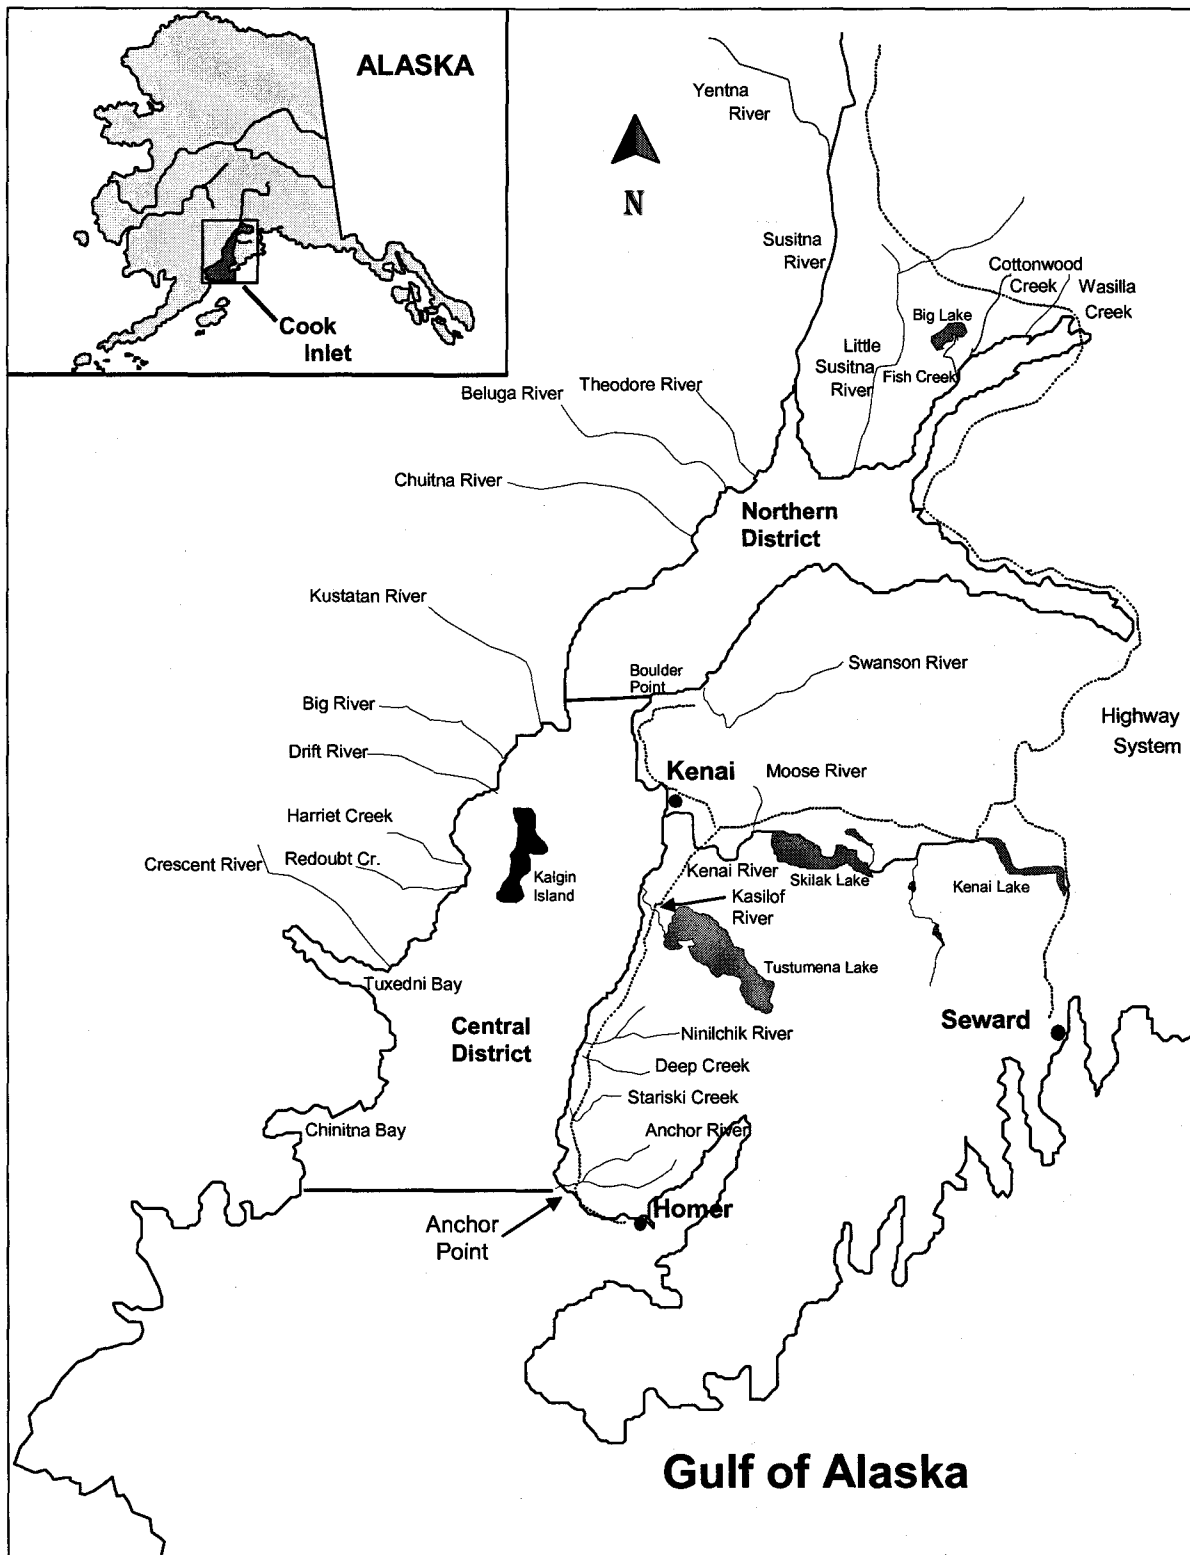 ALASKA
Cook
Inlet
Yentna
River
N
Susitna
River
Cottonwood
Creek
Wasilla
Creek
Big Lake
Little
Susitna
River
Fish Creek
Theodore River
Beluga River
Chuitna River
Northern
District
Kustatan River
Boulder
Point
Swanson River
Big River
Highway
System
Drift River
Kenai
Moose River
Harriet Creek
Redoubt Cr.
Crescent River
Kalgin
Island
Kenai River
Skilak Lake
Kenai Lake
Kasilof
River
Tustumena Lake
Tuxedni Bay
Central
District
Seward
Ninilchik River
Deep Creek
Stariski Creek
Chinitna Bay
Anchor River
Homer
Anchor
Point
Gulf of Alaska